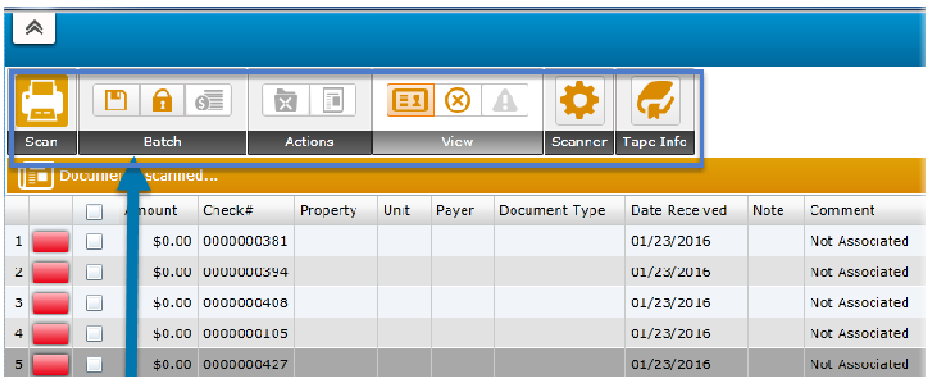 Scan Batch Actions View Scanner Tape Info
Documents scanned...
Amount Check# Property Unit Payer Document Type Date Received Note Comment
1 $0.00 0000000381 01/23/2016 Not Associated
2 $0.00 0000000394 01/23/2016 Not Associated
3 $0.00 0000000408 01/23/2016 Not Associated
4 $0.00 0000000105 01/23/2016 Not Associated
5 $0.00 0000000427 01/23/2016 Not Associated